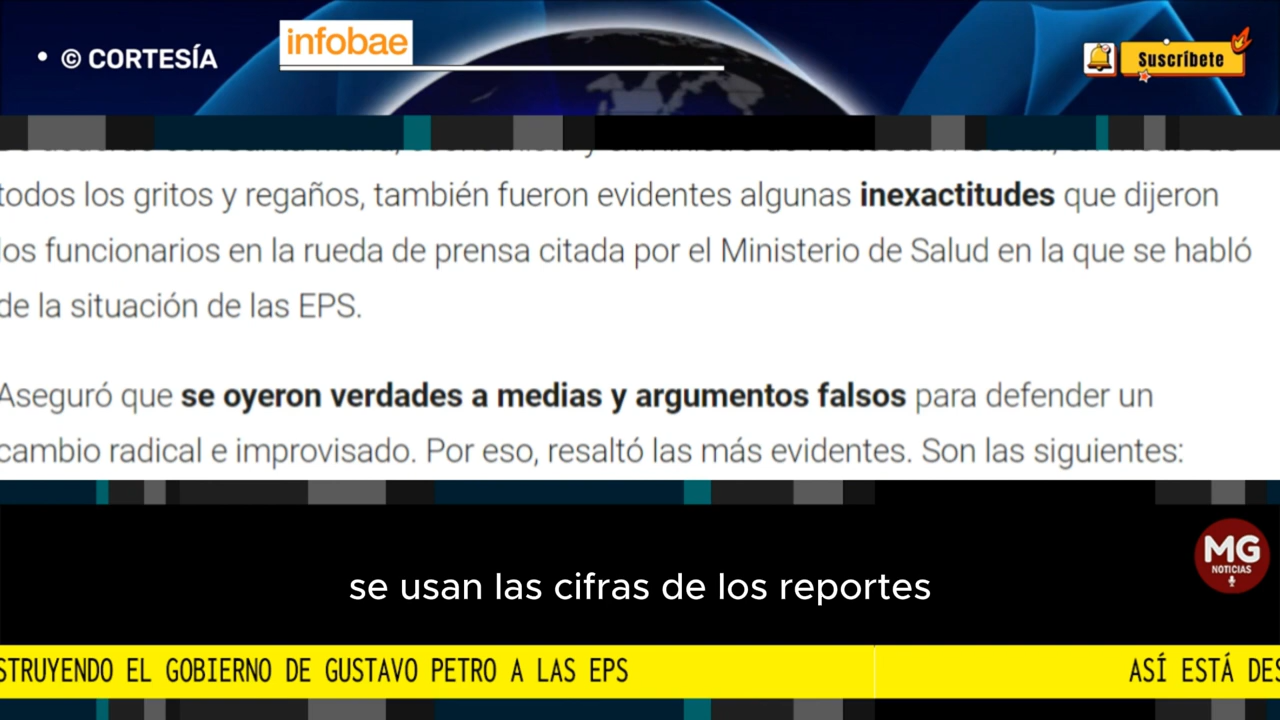 • © CORTESÍA
infobae
Suscríbete
todos los gritos y regaños, también fueron evidentes algunas inexactitudes que dijeron
los funcionarios en la rueda de prensa citada por el Ministerio de Salud en la que se habló
de la situación de las EPS.
Aseguró que se oyeron verdades a medias y argumentos falsos para defender un
cambio radical e improvisado. Por eso, resaltó las más evidentes. Son las siguientes:
MG
NOTICIAS
se usan las cifras de los reportes
STRUYENDO EL GOBIERNO DE GUSTAVO PETRO A LAS EPS
ASÍ ESTÁ DES